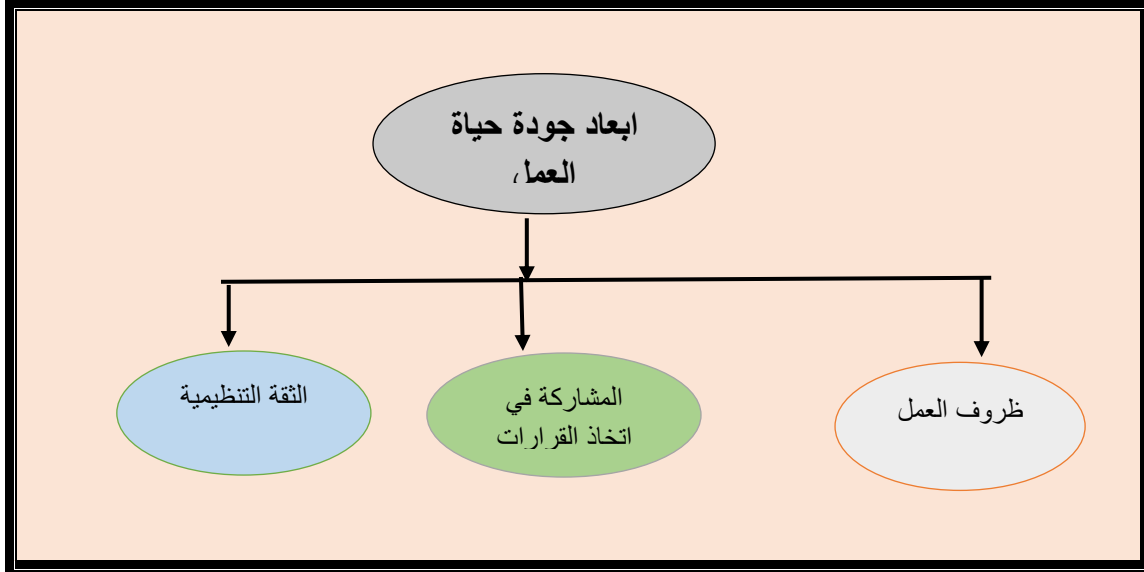 ابعاد جودة حياة
العمل
ظروف العمل
المشاركة في
اتخاذ القرارات
الثقة التنظيمية